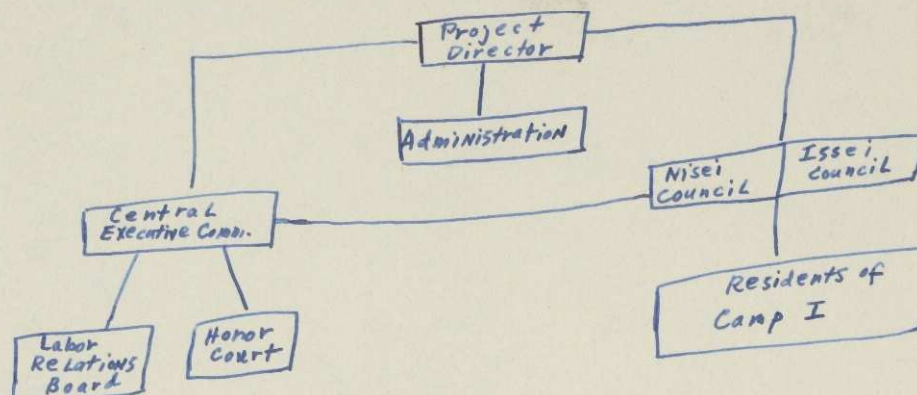 Project
Director
Administration
Nisei
Council
Issei
Council
Central
Executive Comm.
Residents of
Camp I
Labor
Relations
Board
Honor
Court